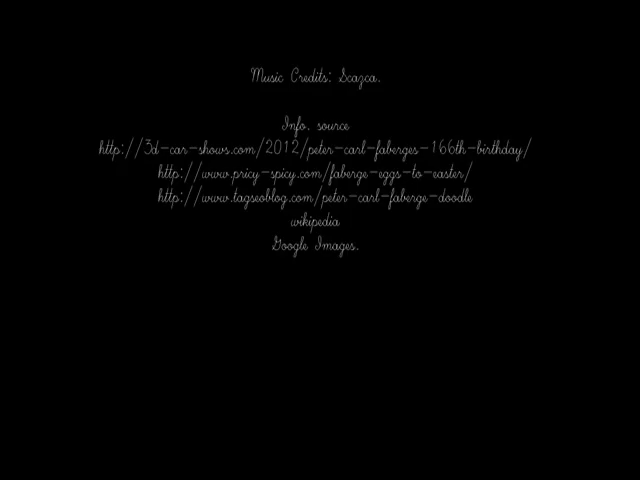 Music Credits: Scazca.
Info. source
http://3d-car-shows.com/2012/peter-carl-faberges-166th-birthday/
http://www.pricy-spicy.com/faberge-eggs-to-easter/
http://www.tagseoblog.com/peter-carl-faberge-doodle
wikipedia
Google Images.